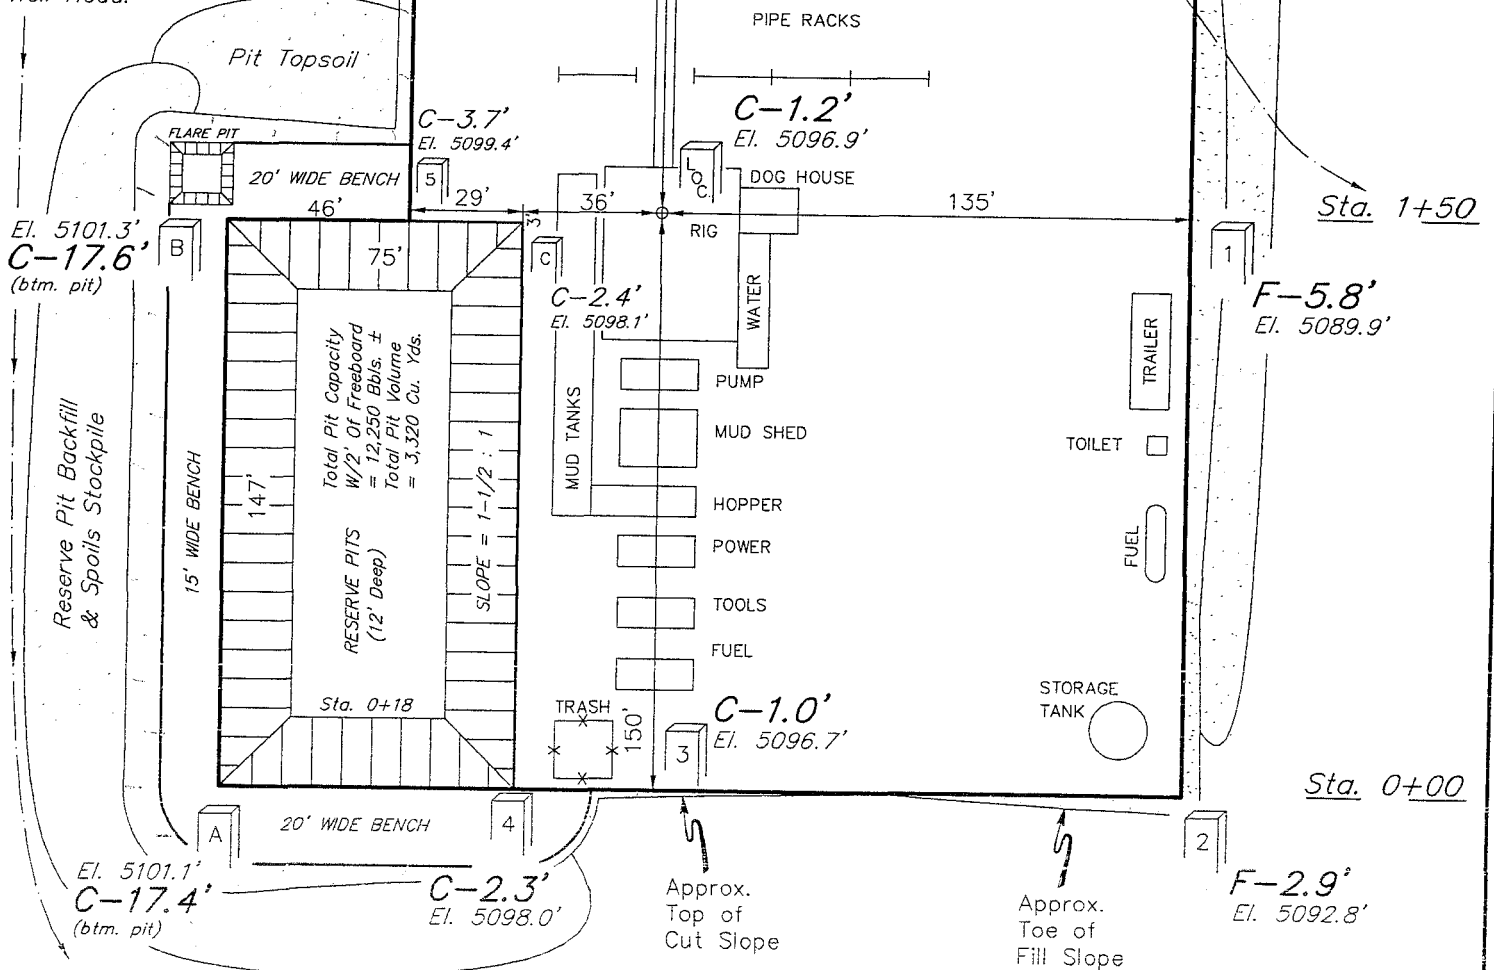 PIPE RACKS
Pit Topsoil
C-3.7'
El. 5099.4'
C-1.2'
El. 5096.9'
FLARE PIT
20' WIDE BENCH
5
L
O
C.
DOG HOUSE
46'
29'
3'
36'
135'
Sta. 1+50
El. 5101.3'
C-17.6'
(btm. pit)
B
75'
C
RIG
1
C-2.4'
El. 5098.1'
WATER
F-5.8'
El. 5089.9'
TRAILER
Total Pit Capacity
W/2' Of Freeboard
= 12,250 Bbls. ±
Total Pit Volume
= 3,320 Cu. Yds.
MUD TANKS
PUMP
MUD SHED
TOILET
Reserve Pit Backfill
& Spoils Stockpile
15' WIDE BENCH
147'
SLOPE = 1-1/2 : 1
HOPPER
POWER
FUEL
RESERVE PITS
(12' Deep)
TOOLS
FUEL
Sta. 0+18
TRASH
150'
3
C-1.0'
El. 5096.7'
STORAGE
TANK
Sta. 0+00
A
20' WIDE BENCH
4
2
El. 5101.1'
C-17.4'
(btm. pit)
C-2.3'
El. 5098.0'
Approx.
Top of
Cut Slope
Approx.
Toe of
Fill Slope
F-2.9'
El. 5092.8'